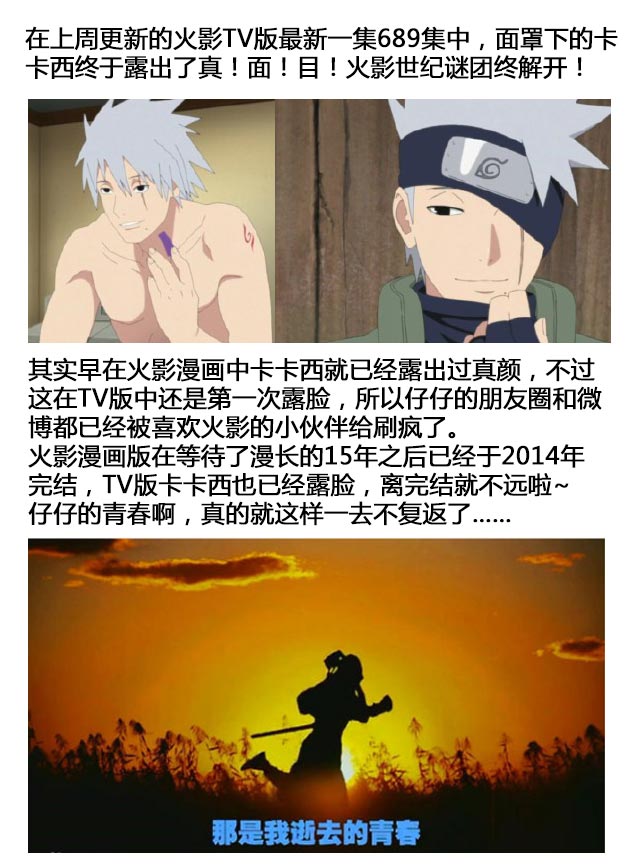 在上周更新的火影TV版最新一集689集中，面罩下的卡
卡西终于露出了真！面！目！火影世纪谜团终解开！
其实早在火影漫画中卡卡西就已经露出过真颜，不过
这在TV版中还是第一次露脸，所以仔仔的朋友圈和微
博都已经被喜欢火影的小伙伴给刷疯了。
火影漫画版在等待了漫长的15年之后已经于2014年
完结，TV版卡卡西也已经露脸，离完结就不远啦~
仔仔的青春啊，真的就这样一去不复返了......
那是我逝去的青春